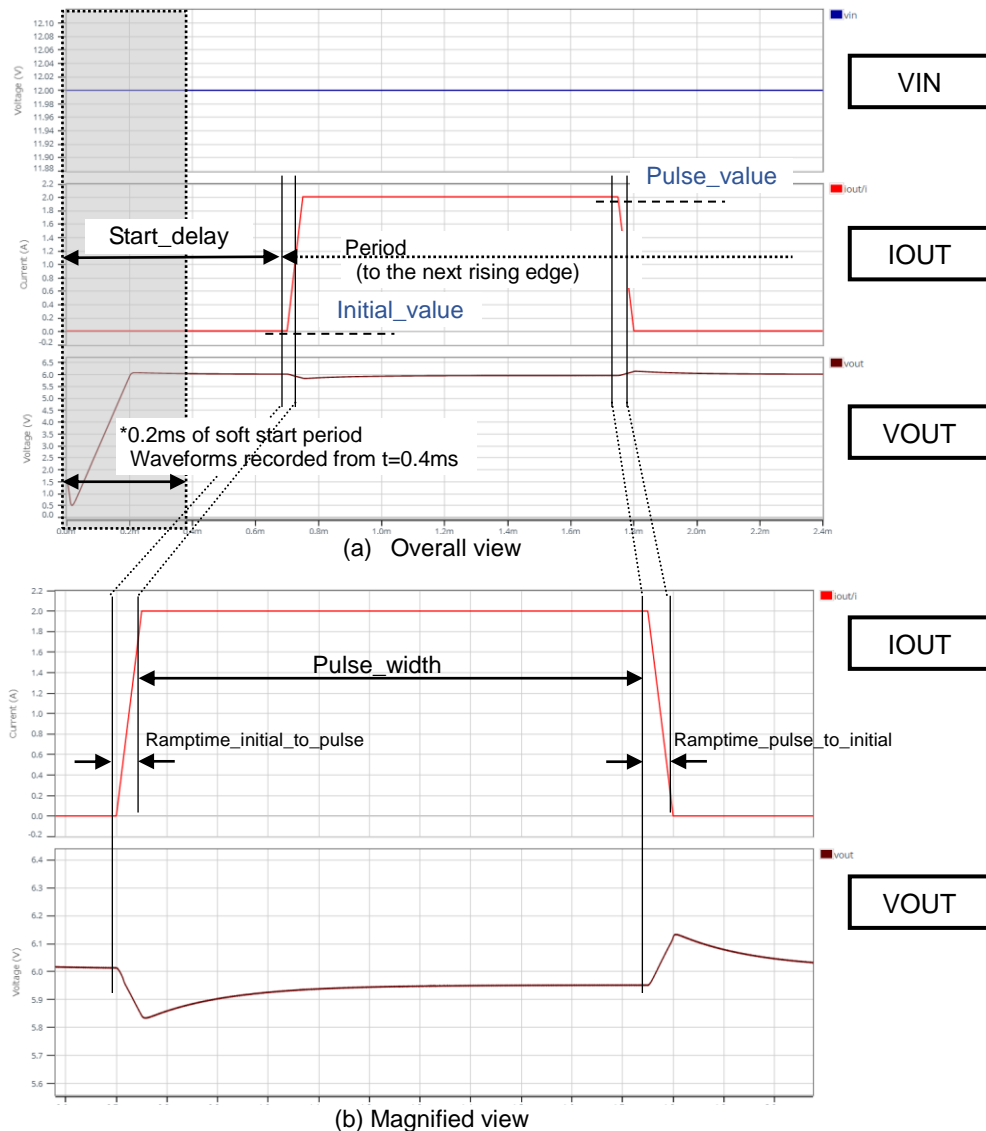 vin
12.10
12.08
12.06
12.04
12.02
12.00
11.98
11.96
11.94
11.92
11.90
11.88
Voltage (V)
VIN
iout/i
2.2
2.0
1.8
1.6
1.4
1.2
1.0
0.8
0.6
0.4
0.2
0.0
-0.2
Current (A)
Pulse_value
Start_delay
Period
(to the next rising edge)
Initial_value
IOUT
vout
6.5
6.0
5.5
5.0
4.5
4.0
3.5
3.0
2.5
2.0
1.5
1.0
0.5
0.0
Voltage (V)
*0.2ms of soft start period
Waveforms recorded from t=0.4ms
VOUT
0.0m 0.2m 0.4m 0.6m 0.8m 1.0m 1.2m 1.4m 1.6m 1.8m 2.0m 2.2m 2.4m
(a) Overall view
iout/i
2.2
2.0
1.8
1.6
1.4
1.2
1.0
0.8
0.6
0.4
0.2
0.0
-0.2
Current (A)
Pulse_width
Ramptime_initial_to_pulse
Ramptime_pulse_to_initial
IOUT
vout
6.4
6.3
6.2
6.1
6.0
5.9
5.8
5.7
5.6
Voltage (V)
VOUT
(b) Magnified view